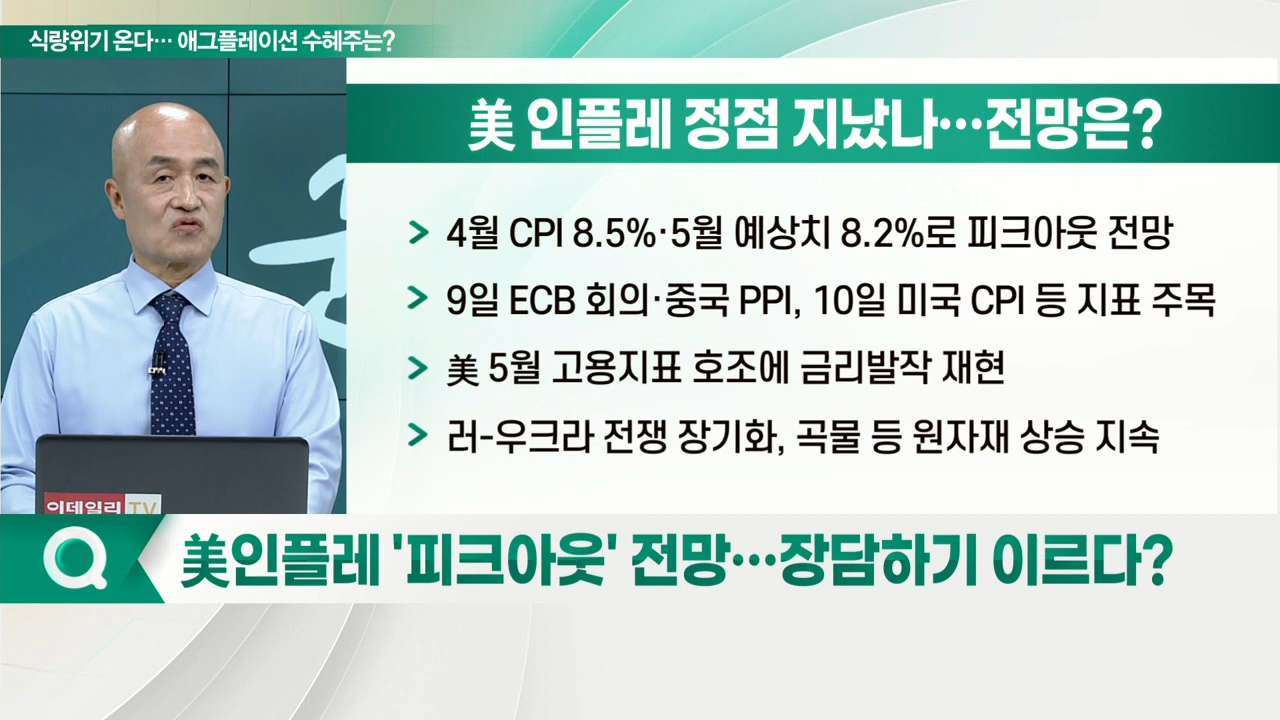 식량위기 온다… 애그플레이션 수혜주는?
美 인플레 정점 지났나…전망은?
> 4월 CPI 8.5%·5월 예상치 8.2%로 피크아웃 전망
> 9일 ECB 회의·중국 PPI, 10일 미국 CPI 등 지표 주목
> 美 5월 고용지표 호조에 금리발작 재현
> 러-우크라 전쟁 장기화, 곡물 등 원자재 상승 지속
이데일리 TV
美인플레 '피크아웃' 전망…장담하기 이르다?